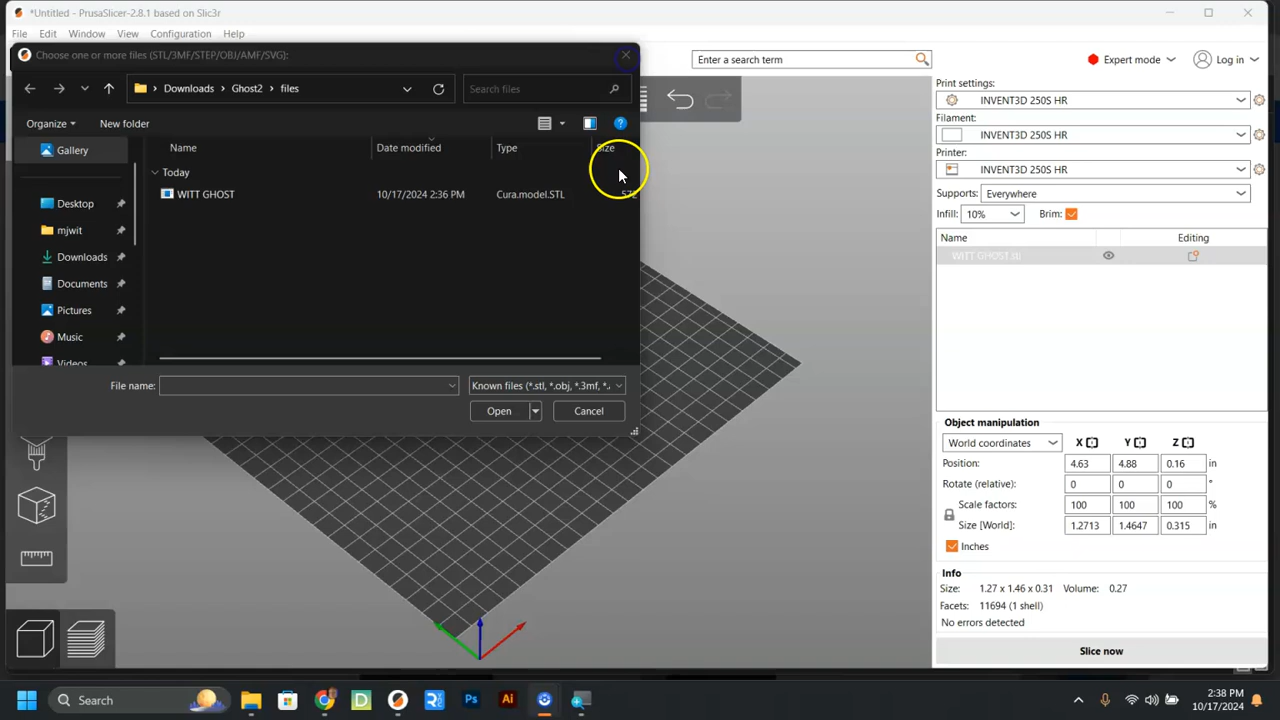 *Untitled - PrusaSlicer-2.8.1 based on Slic3r
File Edit Window View Configuration Help
Choose one or more files (STL/3MF/STEP/OBJ/AMF/SVG):
Enter a search term
Expert mode
Log in
Downloads > Ghost2 > files
Search files
Organize New folder
Print settings:
INVENT3D 250S HR
Filament:
INVENT3D 250S HR
Printer:
INVENT3D 250S HR
Supports: Everywhere
Infill: 10% Brim:
Name Editing
WITT GHOST.stl
Gallery
Desktop
mjwit
Downloads
Documents
Pictures
Music
Videos
Name Date modified Type Size
Today
WITT GHOST 10/17/2024 2:36 PM Cura.model.STL 572
File name:
Known files (*.stl, *.obj, *.3mf, *.
Open Cancel
Object manipulation
World coordinates X Y Z
Position: 4.63 4.88 0.16 in
Rotate (relative): 0 0 0 °
Scale factors: 100 100 100 %
Size [World]: 1.2713 1.4647 0.315 in
Inches
Info
Size: 1.27 x 1.46 x 0.31 Volume: 0.27
Facets: 11694 (1 shell)
No errors detected
Slice now
Search
D
Ps
Ai
2:38 PM
10/17/2024